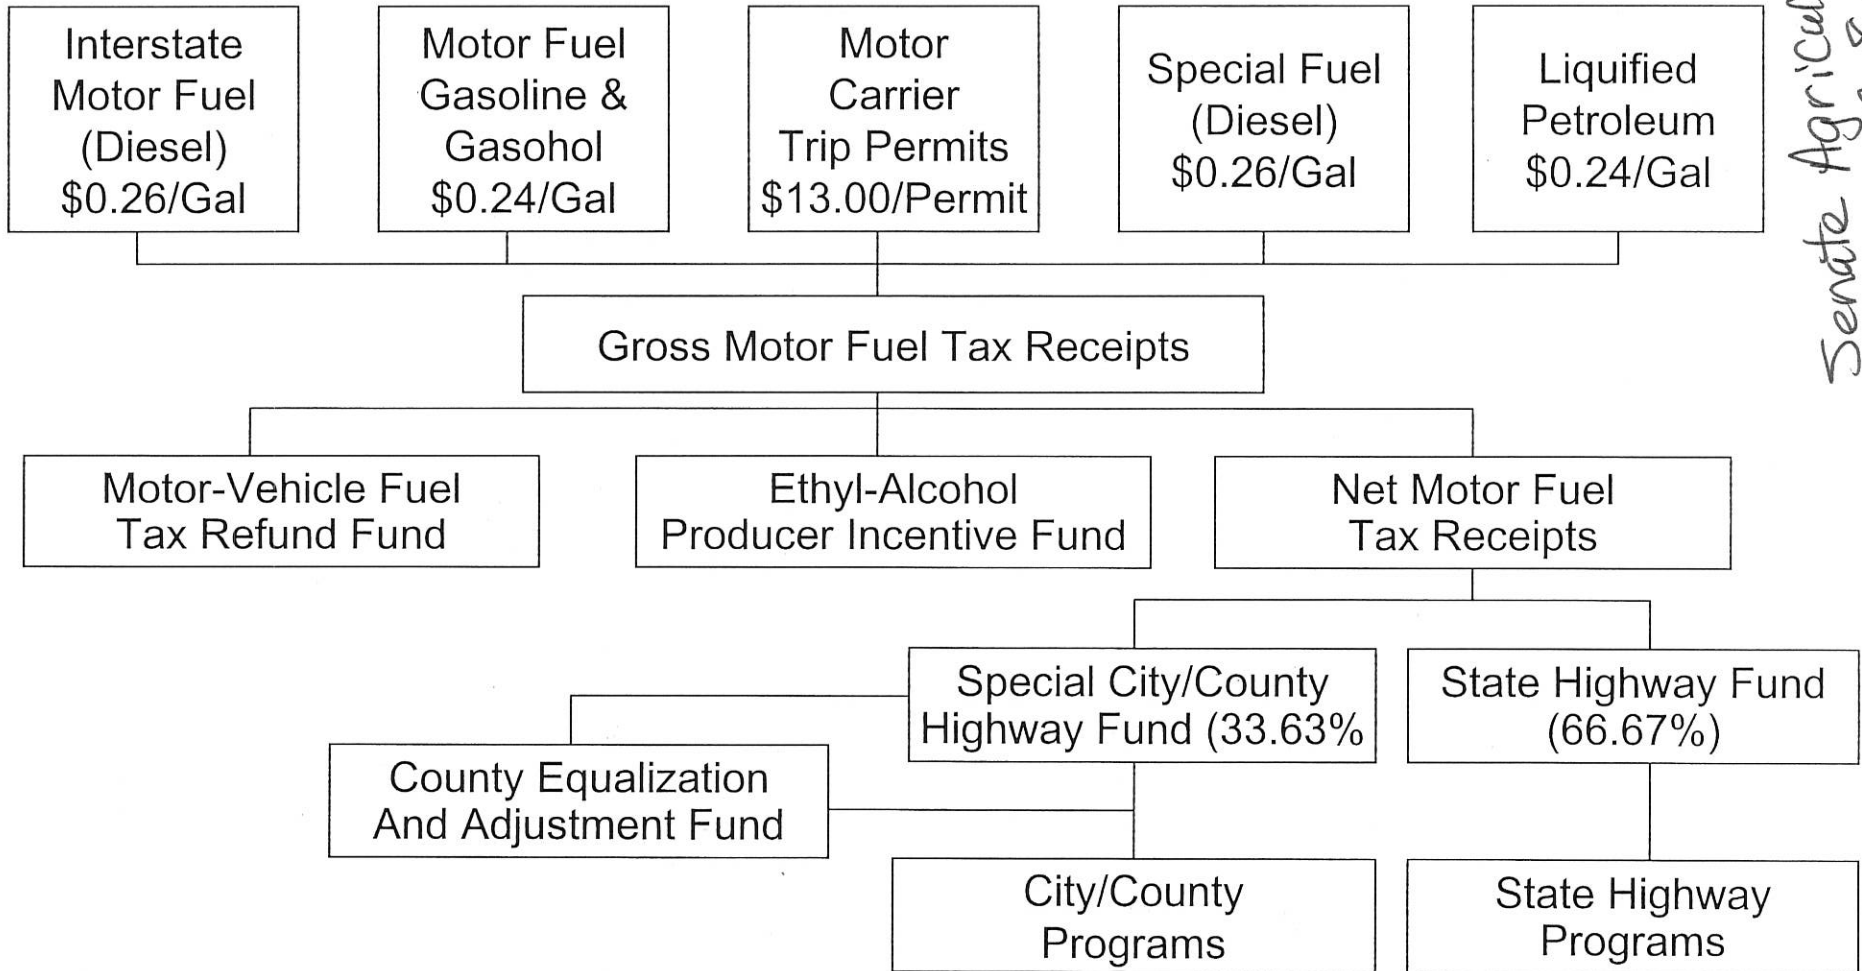 Interstate
Motor Fuel
(Diesel)
$0.26/Gal
Motor Fuel
Gasoline &
Gasohol
$0.24/Gal
Motor
Carrier
Trip Permits
$13.00/Permit
Special Fuel
(Diesel)
$0.26/Gal
Liquified
Petroleum
$0.24/Gal
Senate Agricul
Gross Motor Fuel Tax Receipts
Motor-Vehicle Fuel
Tax Refund Fund
Ethyl-Alcohol
Producer Incentive Fund
Net Motor Fuel
Tax Receipts
Special City/County
Highway Fund (33.63%
State Highway Fund
(66.67%)
County Equalization
And Adjustment Fund
City/County
Programs
State Highway
Programs